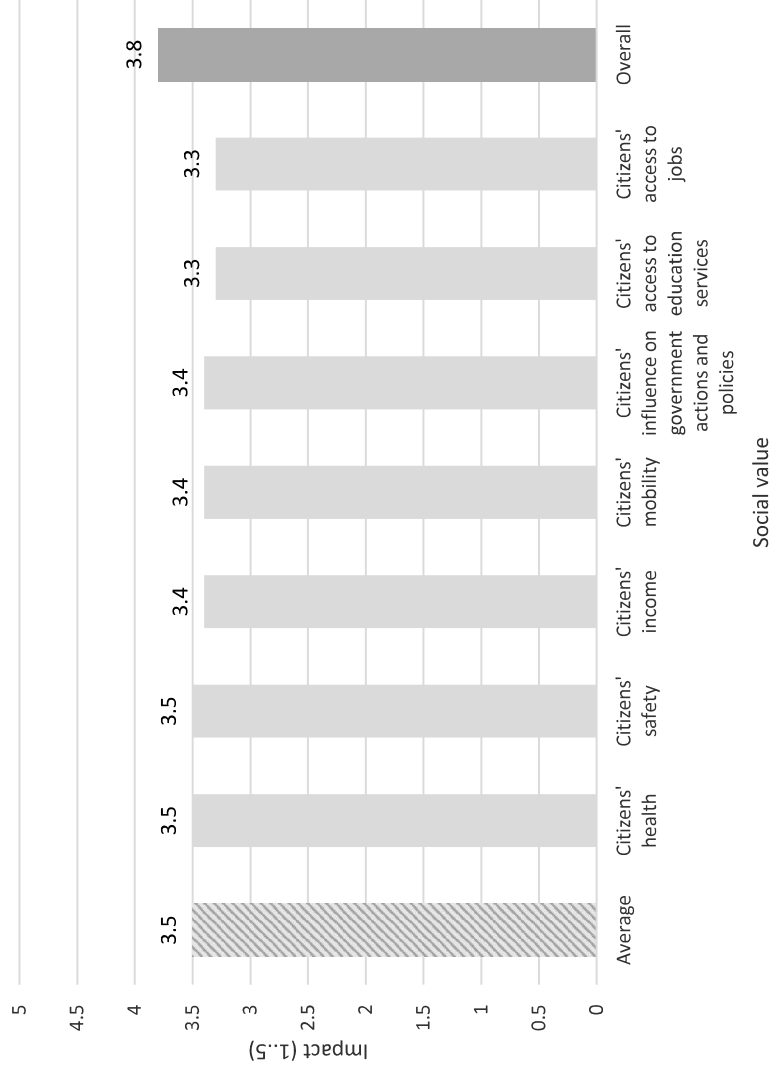 5
4.5
4
3.5
3
2.5
2
1.5
1
0.5
0
Impact (1..5)
3.5
3.5
3.5
3.4
3.4
3.4
3.3
3.3
3.8
Average
Citizens'
health
Citizens'
safety
Citizens'
income
Citizens'
mobility
Citizens'
influence on
government
actions and
policies
Citizens'
access to
education
services
Citizens'
access to
jobs
Overall
Social value